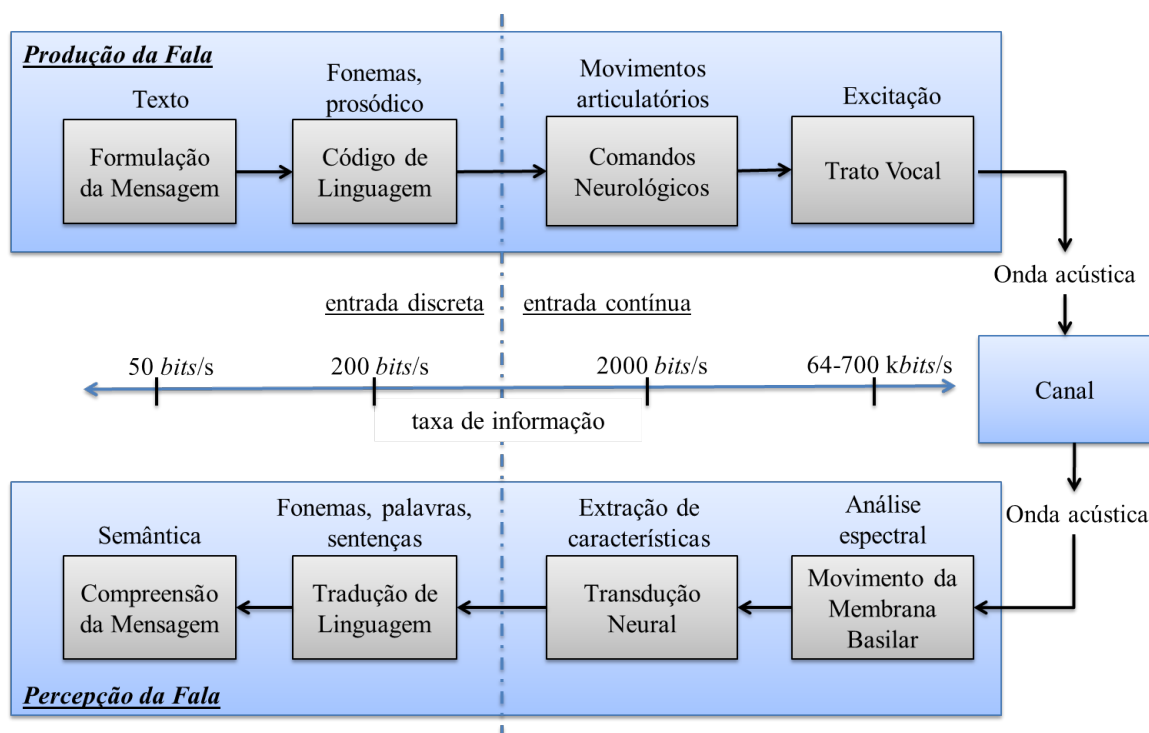 Produção da Fala
Texto
Fonemas,
prosódico
Movimentos
articulatórios
Excitação
Formulação
da Mensagem
Código de
Linguagem
Comandos
Neurológicos
Trato Vocal
Onda acústica
entrada discreta
entrada contínua
50 bits/s
200 bits/s
2000 bits/s
64-700 kbits/s
taxa de informação
Canal
Onda acústica
Semântica
Fonemas, palavras,
sentenças
Extração de
características
Análise
espectral
Compreensão
da Mensagem
Tradução de
Linguagem
Transdução
Neural
Movimento da
Membrana
Basilar
Percepção da Fala